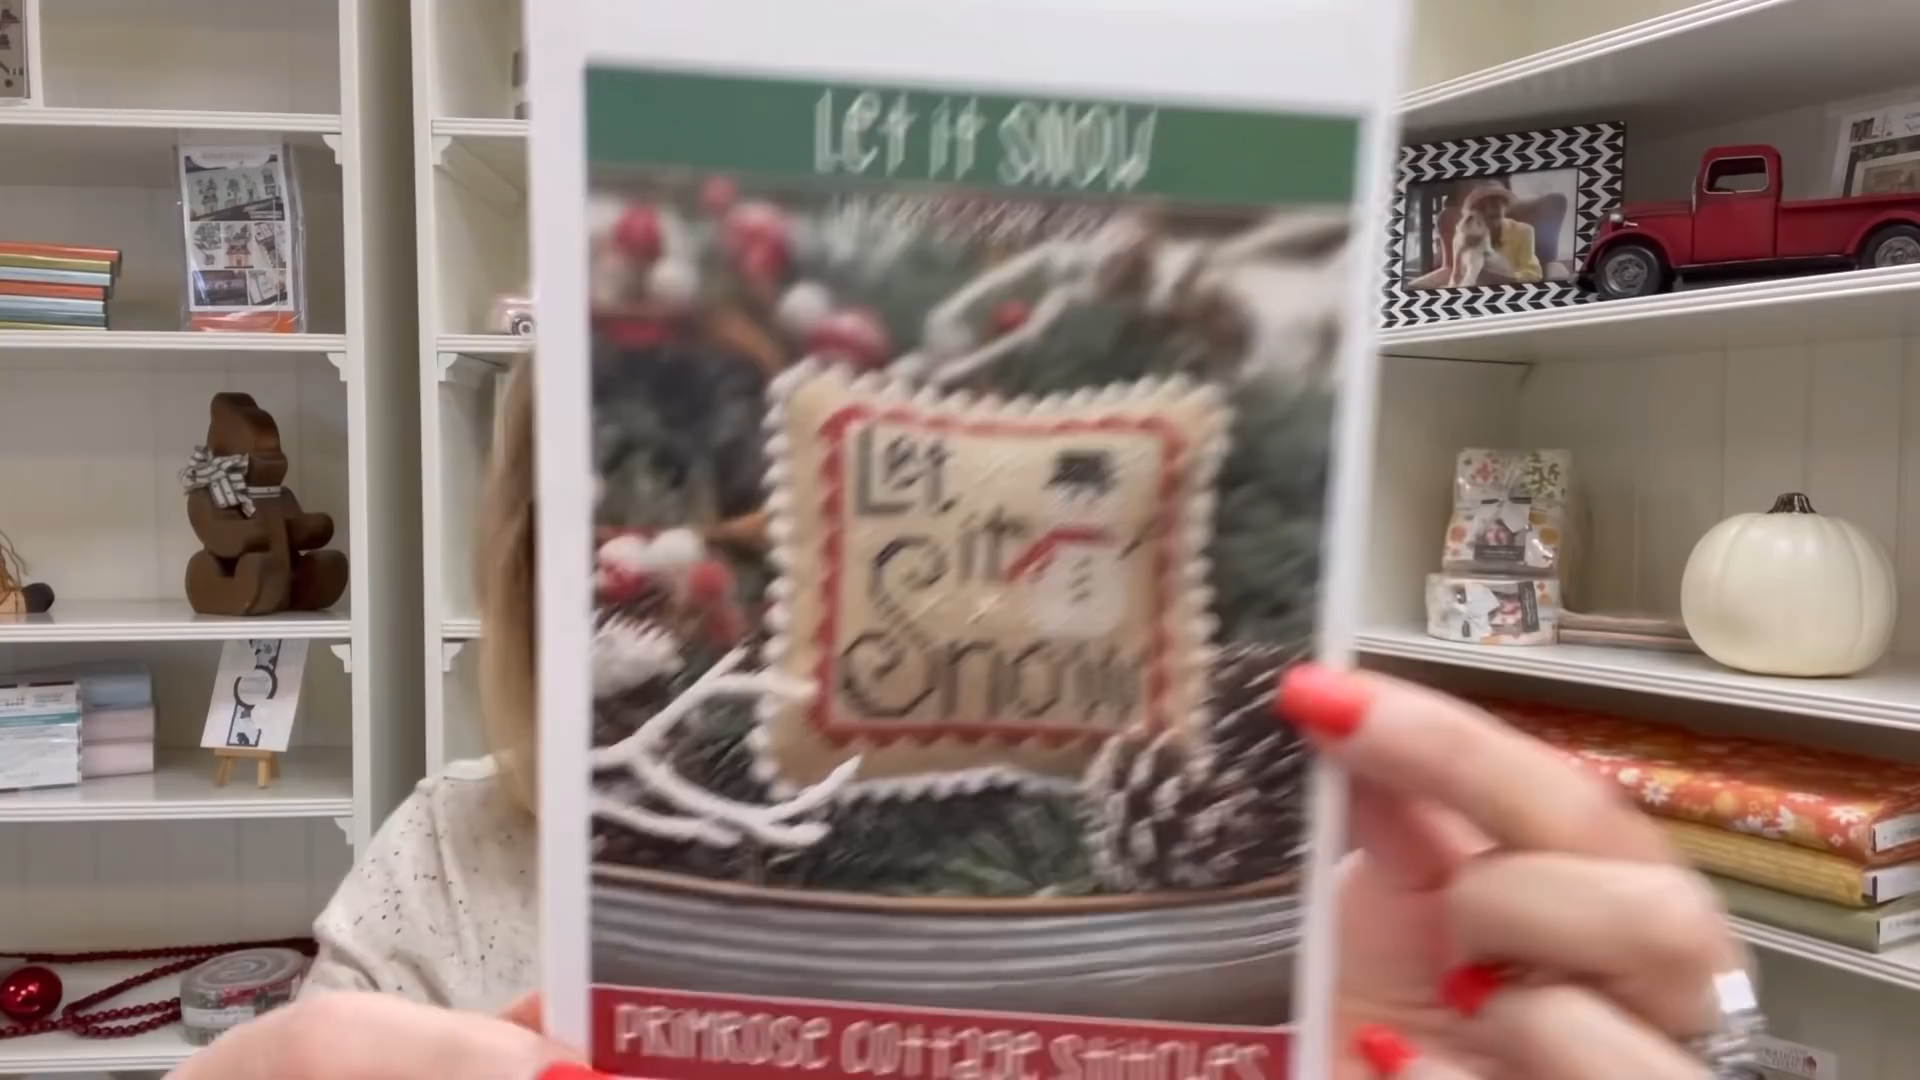 Let it Snow
Let
it
Snow
Primrose Cottage Stitches